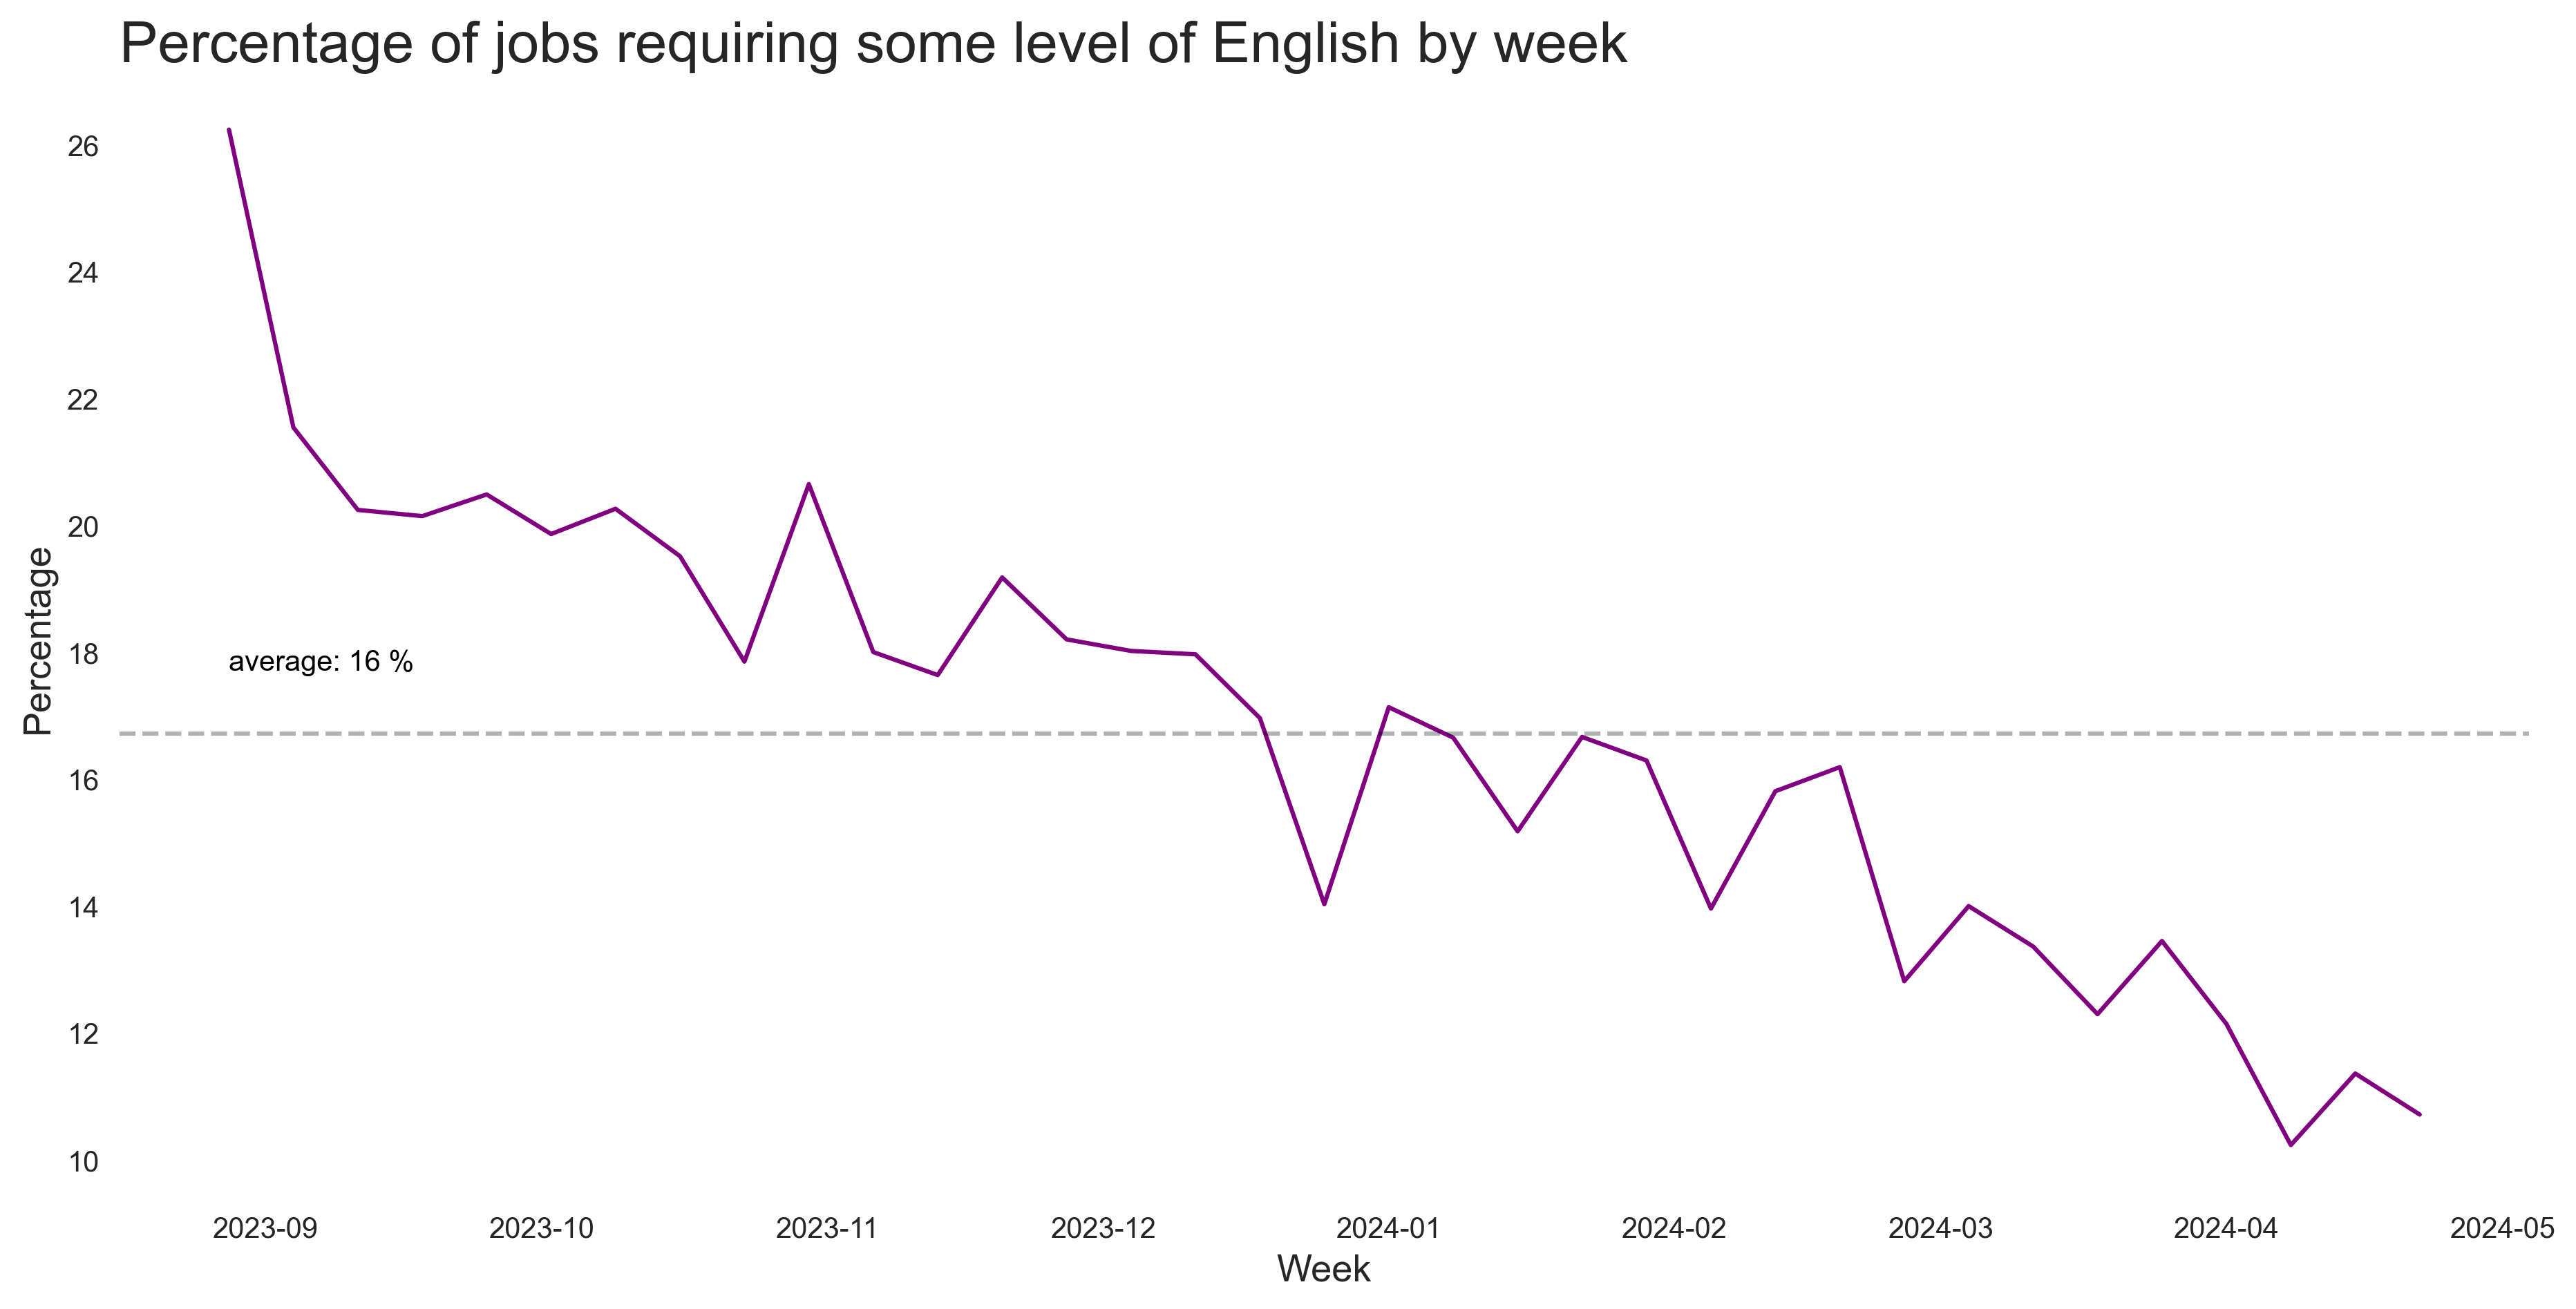 Percentage of jobs requiring some level of English by week
26
24
22
20
18
16
14
12
10
Percentage
average: 16 %
2023-09 2023-10 2023-11 2023-12 2024-01 2024-02 2024-03 2024-04 2024-05
Week